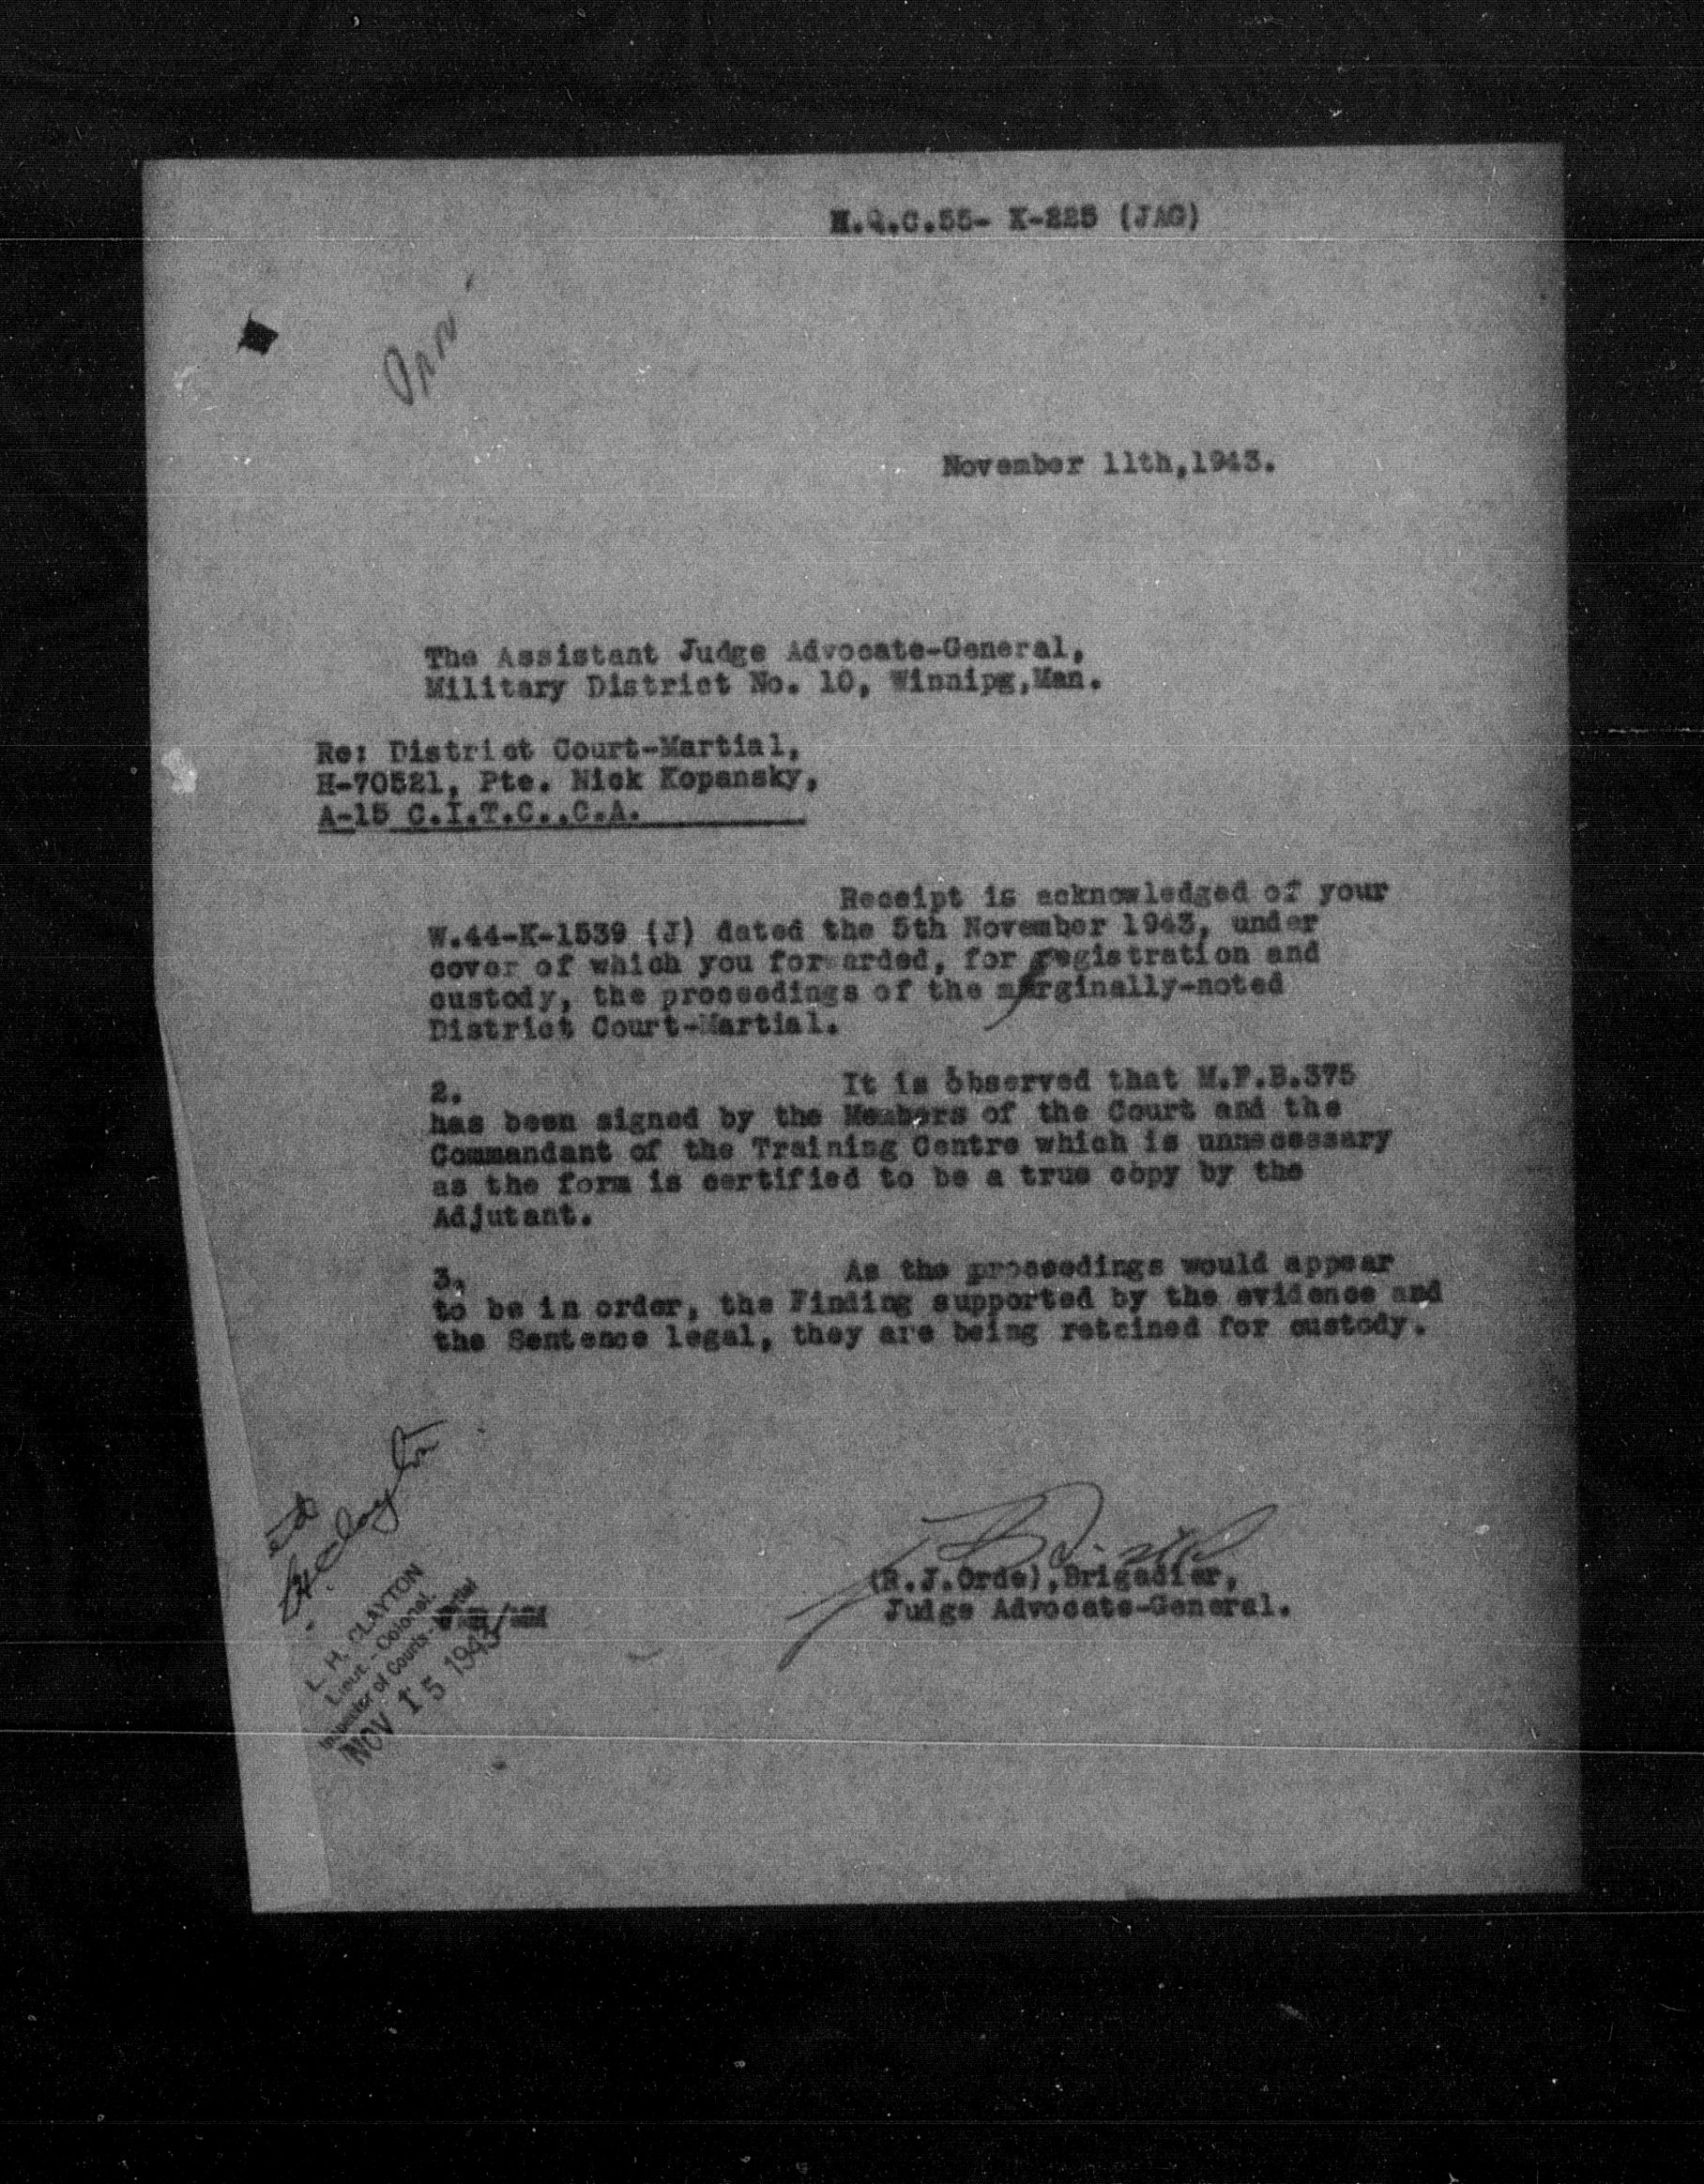 H.Q.C.55- K-225 (JAG)
November 11th,1943.
The Assistant Judge Advocate-General,
Military District No. 10, Winnipg,Man.
Re: District Court-Martial,
H-70521, Pte. Nick Kopansky,
A-15 C.I.T.C.,C.A.
Receipt is acknowledged of your
W.44-K-1539 (J) dated the 5th November 1943, under
cover of which you forwarded, for registration and
custody, the proceedings of the marginally-noted
District Court-Martial.
2. It is observed that M.F.B.375
has been signed by the Members of the Court and the
Commandant of the Training Centre which is unnecessary
as the form is certified to be a true copy by the
Adjutant.
3. As the proceedings would appear
to be in order, the Finding supported by the evidence and
the Sentence legal, they are being retained for custody.
(R.J.Orde),Brigadier,
Judge Advocate-General.
LHClayton
L. H. CLAYTON
Lieut.-Colonel.
Inspector of Courts-Martial
NOV 15 1943